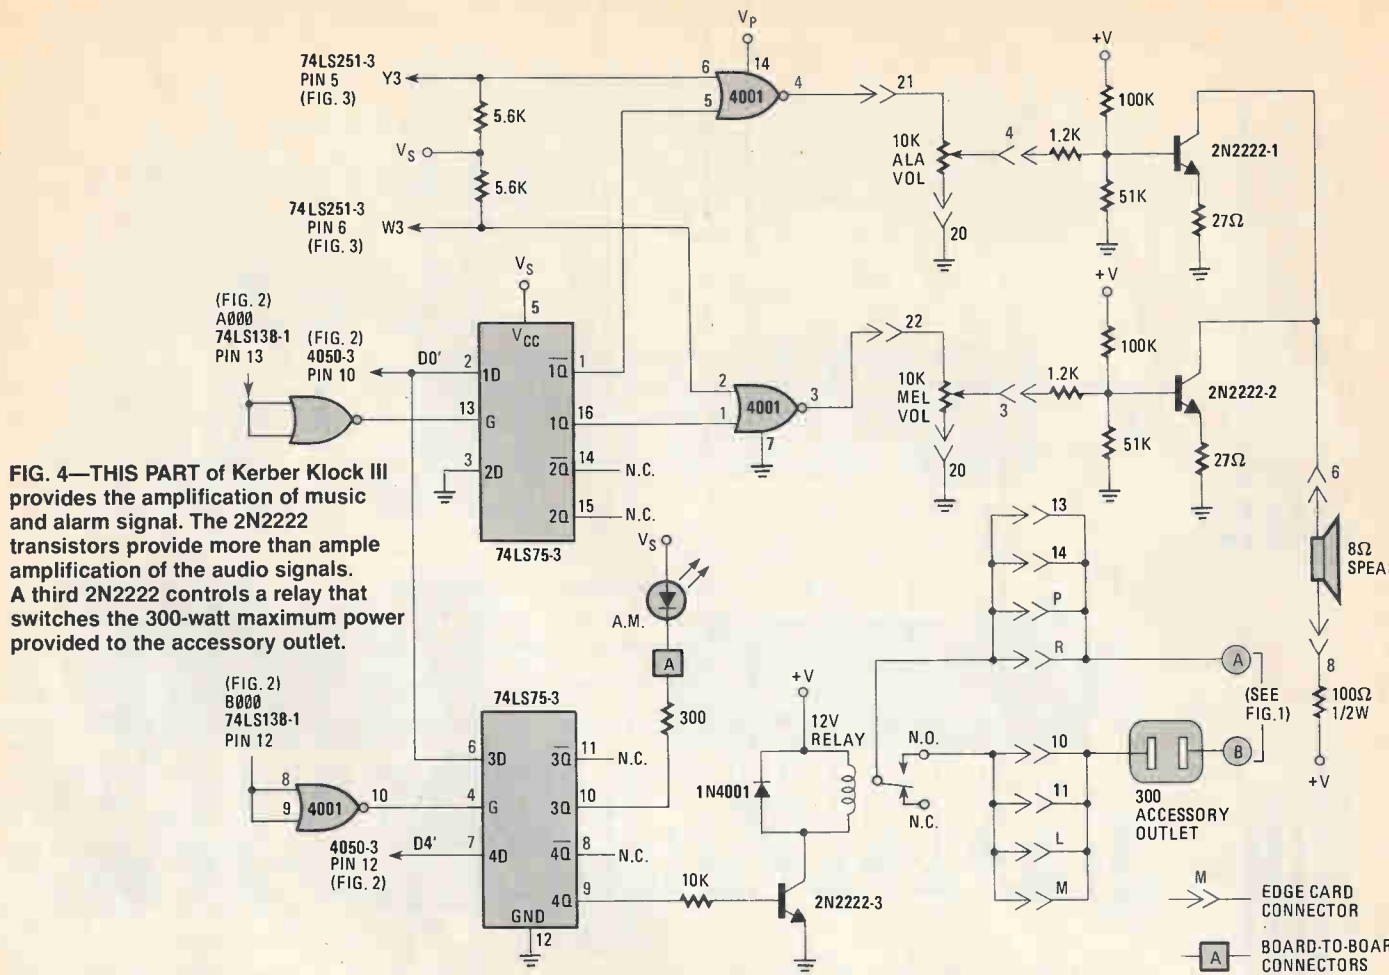 V_P
74LS251-3
PIN 5
(FIG. 3)
Y3
6
14
5
4001
4
21
5.6K
V_S
5.6K
74LS251-3
PIN 6
(FIG. 3)
W3
10K
ALA
VOL
4
1.2K
+V
100K
51K
2N2222-1
27Ω
20
(FIG. 2)
A000
74LS138-1
PIN 13
(FIG. 2)
4050-3
PIN 10
D0'
V_S
5
V_CC
2
1D
1Q
1
13
G
1Q
16
3
2D
2Q
14
N.C.
2Q
15
N.C.
74LS75-3
2
1
4001
3
7
22
10K
MEL
VOL
3
1.2K
+V
100K
51K
2N2222-2
27Ω
20
FIG. 4—THIS PART of Kerber Klock III
provides the amplification of music
and alarm signal. The 2N2222
transistors provide more than ample
amplification of the audio signals.
A third 2N2222 controls a relay that
switches the 300-watt maximum power
provided to the accessory outlet.
V_S
A.M.
A
300
(FIG. 2)
B000
74LS138-1
PIN 12
8
9
4001
10
4050-3
PIN 12
(FIG. 2)
D4'
74LS75-3
6
3D
3Q
11
N.C.
4
G
3Q
10
7
4D
4Q
8
N.C.
4Q
9
GND
12
10K
2N2222-3
+V
12V
RELAY
1N4001
N.O.
N.C.
13
14
P
R
10
11
L
M
A
(SEE
FIG.1)
B
300
ACCESSORY
OUTLET
6
8Ω
SPEA
8
100Ω
1/2W
+V
M
EDGE CARD
CONNECTOR
A
BOARD-TO-BOAR
CONNECTORS